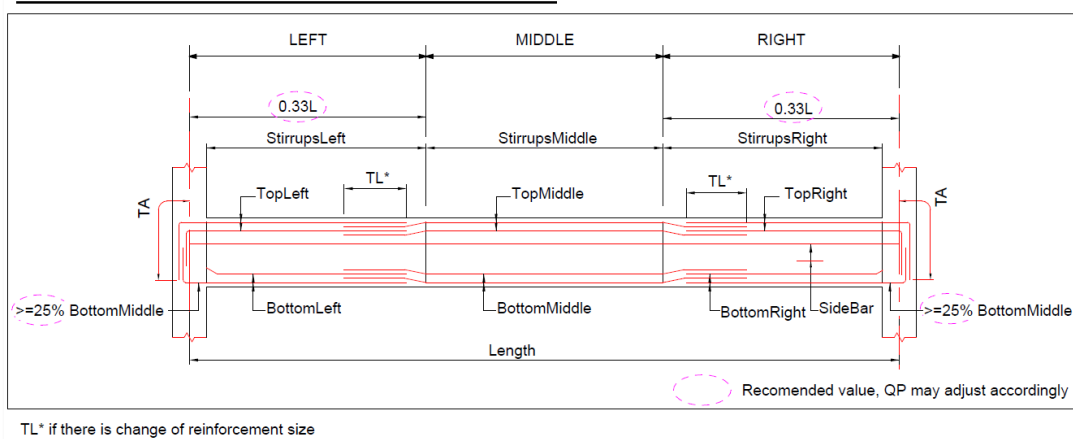 LEFT
MIDDLE
RIGHT
0.33L
0.33L
StirrupsLeft
StirrupsMiddle
StirrupsRight
TL*
TL*
TA
TopLeft
TopMiddle
TopRight
TA
>=25% BottomMiddle
BottomLeft
BottomMiddle
BottomRight
SideBar
>=25% BottomMiddle
Length
Recomended value, QP may adjust accordingly
TL* if there is change of reinforcement size